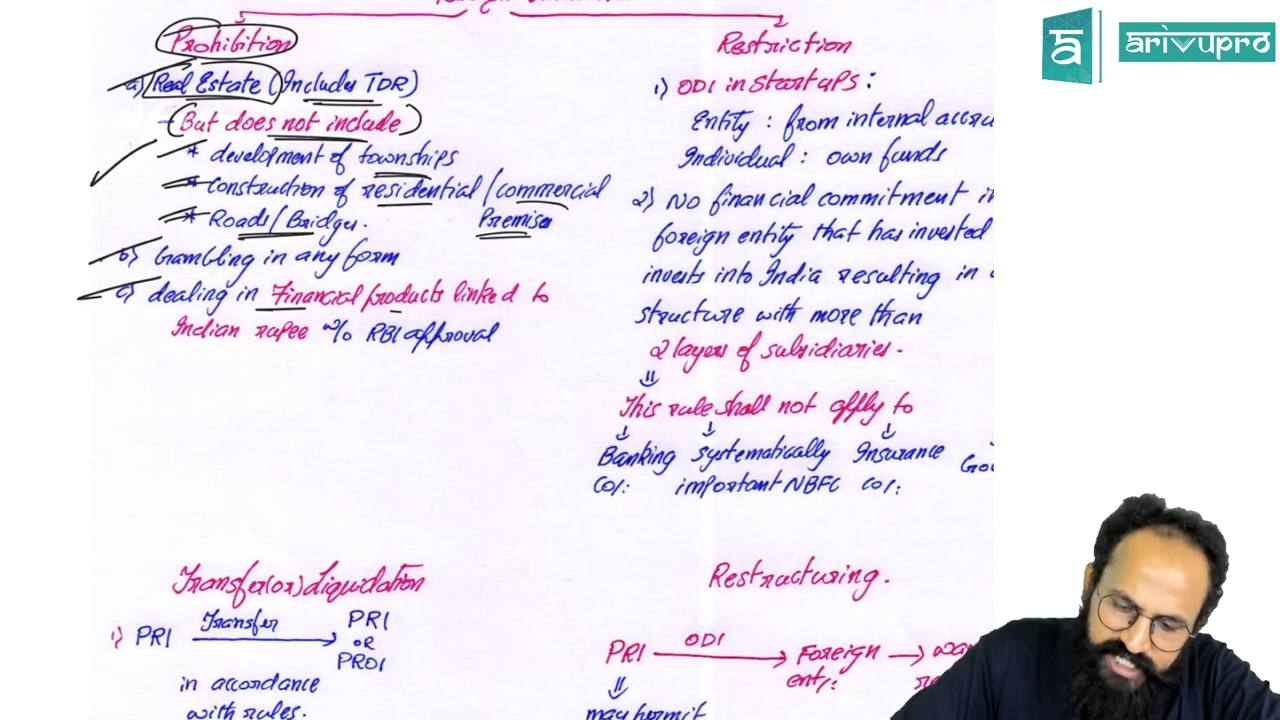 Prohibition
a) Real Estate (Includes TDR)
(But does not include)
* development of townships
* construction of residential / commercial
* Roads / Bridges. Premises
b) Gambling in any form
c) dealing in Financial products linked to
Indian rupee w/o RBI approval
Restriction
1) ODI in Startups:
Entity : from internal accru
Individual : own funds
2) No financial commitment in
foreign entity that has invested
invests into India resulting in
structure with more than
2 layers of subsidiaries.
This rule shall not apply to
Banking systematically Insurance Gov
co/: important NBFC co/:
Transfer (or) Liquidation
1) PRI Transfer PRI
OR
PROI
in accordance
with rules.
Restructuring.
PRI ODI Foreign
enti:
may permit
a
arivupro